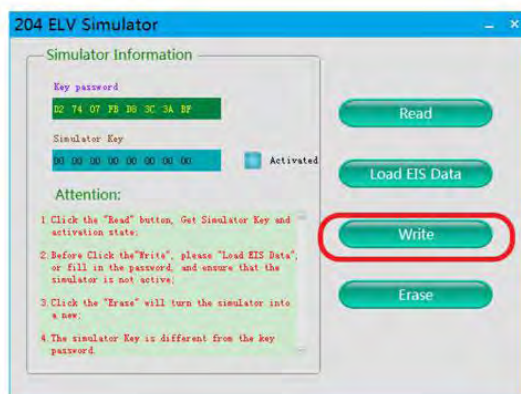 204 ELV Simulator
Simulator Information
Key password
D2 74 07 FB D8 3C 3A BF
Simulator Key
00 00 00 00 00 00 00 00
Activated
Attention:
1.Click the "Read" button, Get Simulator Key and
activation state;
2.Before Click the"Write", please "Load EIS Data",
or fill in the password, and ensure that the
simulator is not active;
3.Click the "Erase" will turn the simulator into
a new;
4.The simulator Key is different from the key
password.
Read
Load EIS Data
Write
Erase